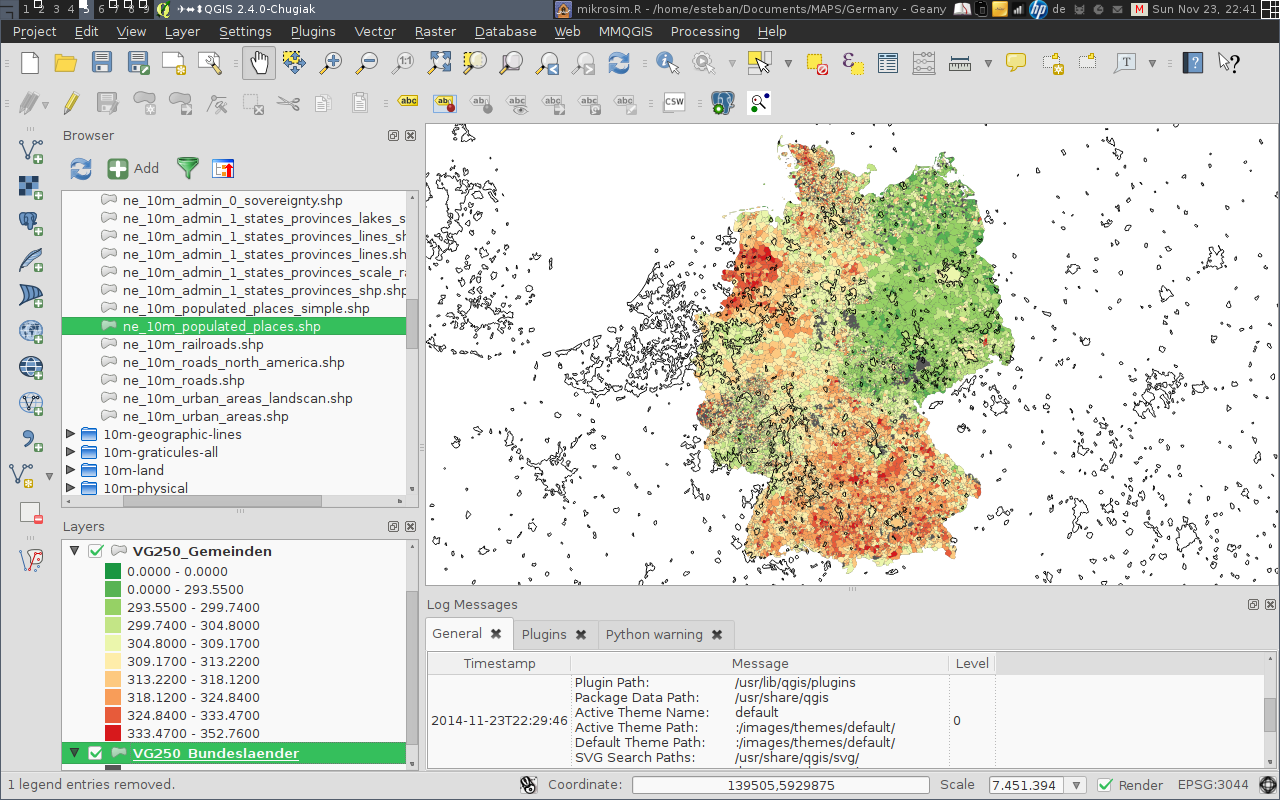 1 2 3 4 5 6 7 8 9 QGIS 2.4.0-Chugiak mikrosim.R - /home/esteban/Documents/MAPS/Germany - Geany de M Sun Nov 23, 22:41
Project Edit View Layer Settings Plugins Vector Raster Database Web MMQGIS Processing Help
abc abc abc abc abc abc abc CSW
Browser
Add
ne_10m_admin_0_sovereignty.shp
ne_10m_admin_1_states_provinces_lakes_s
ne_10m_admin_1_states_provinces_lines_sh
ne_10m_admin_1_states_provinces_lines.sh
ne_10m_admin_1_states_provinces_scale_ra
ne_10m_admin_1_states_provinces_shp.shp
ne_10m_populated_places_simple.shp
ne_10m_populated_places.shp
ne_10m_railroads.shp
ne_10m_roads_north_america.shp
ne_10m_roads.shp
ne_10m_urban_areas_landscan.shp
ne_10m_urban_areas.shp
10m-geographic-lines
10m-graticules-all
10m-land
10m-physical
Layers
VG250_Gemeinden
0.0000 - 0.0000
0.0000 - 293.5500
293.5500 - 299.7400
299.7400 - 304.8000
304.8000 - 309.1700
309.1700 - 313.2200
313.2200 - 318.1200
318.1200 - 324.8400
324.8400 - 333.4700
333.4700 - 352.7600
VG250_Bundeslaender
Log Messages
General Plugins Python warning
Timestamp Message Level
2014-11-23T22:29:46
Plugin Path: /usr/lib/qgis/plugins
Package Data Path: /usr/share/qgis
Active Theme Name: default
Active Theme Path: :/images/themes/default/
Default Theme Path: :/images/themes/default/
SVG Search Paths: /usr/share/qgis/svg/
0
1 legend entries removed. Coordinate: 139505,5929875 Scale 7.451.394 Render EPSG:3044